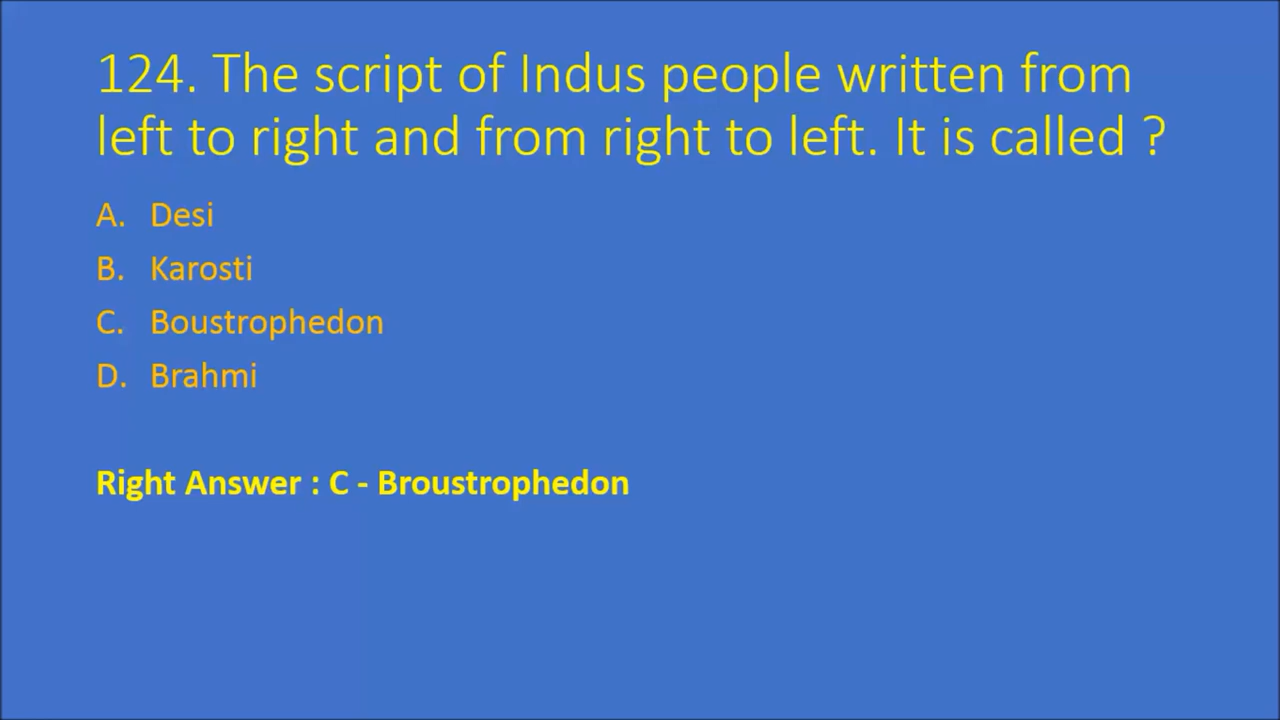 124. The script of Indus people written from
left to right and from right to left. It is called ?
A. Desi
B. Karosti
C. Boustrophedon
D. Brahmi
Right Answer : C - Broustrophedon